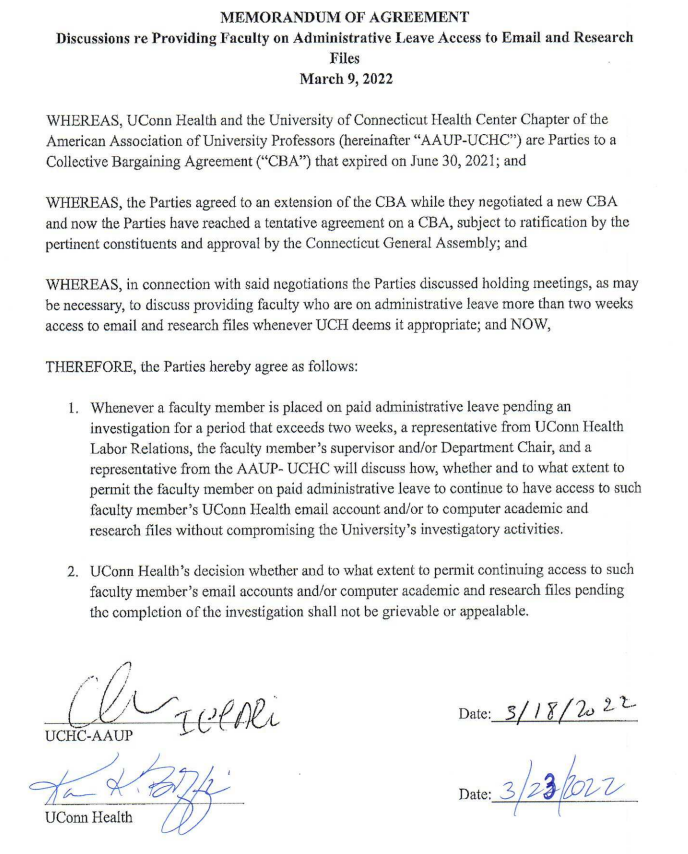 MEMORANDUM OF AGREEMENT
Discussions re Providing Faculty on Administrative Leave Access to Email and Research
Files
March 9, 2022
WHEREAS, UConn Health and the University of Connecticut Health Center Chapter of the
American Association of University Professors (hereinafter “AAUP-UCHC”) are Parties to a
Collective Bargaining Agreement (“CBA”) that expired on June 30, 2021; and
WHEREAS, the Parties agreed to an extension of the CBA while they negotiated a new CBA
and now the Parties have reached a tentative agreement on a CBA, subject to ratification by the
pertinent constituents and approval by the Connecticut General Assembly; and
WHEREAS, in connection with said negotiations the Parties discussed holding meetings, as may
be necessary, to discuss providing faculty who are on administrative leave more than two weeks
access to email and research files whenever UCH deems it appropriate; and NOW,
THEREFORE, the Parties hereby agree as follows:
1. Whenever a faculty member is placed on paid administrative leave pending an
investigation for a period that exceeds two weeks, a representative from UConn Health
Labor Relations, the faculty member’s supervisor and/or Department Chair, and a
representative from the AAUP- UCHC will discuss how, whether and to what extent to
permit the faculty member on paid administrative leave to continue to have access to such
faculty member’s UConn Health email account and/or to computer academic and
research files without compromising the University’s investigatory activities.
2. UConn Health’s decision whether and to what extent to permit continuing access to such
faculty member’s email accounts and/or computer academic and research files pending
the completion of the investigation shall not be grievable or appealable.
Date: 3/18/2022
UCHC-AAUP
Date: 3/23/2022
UConn Health